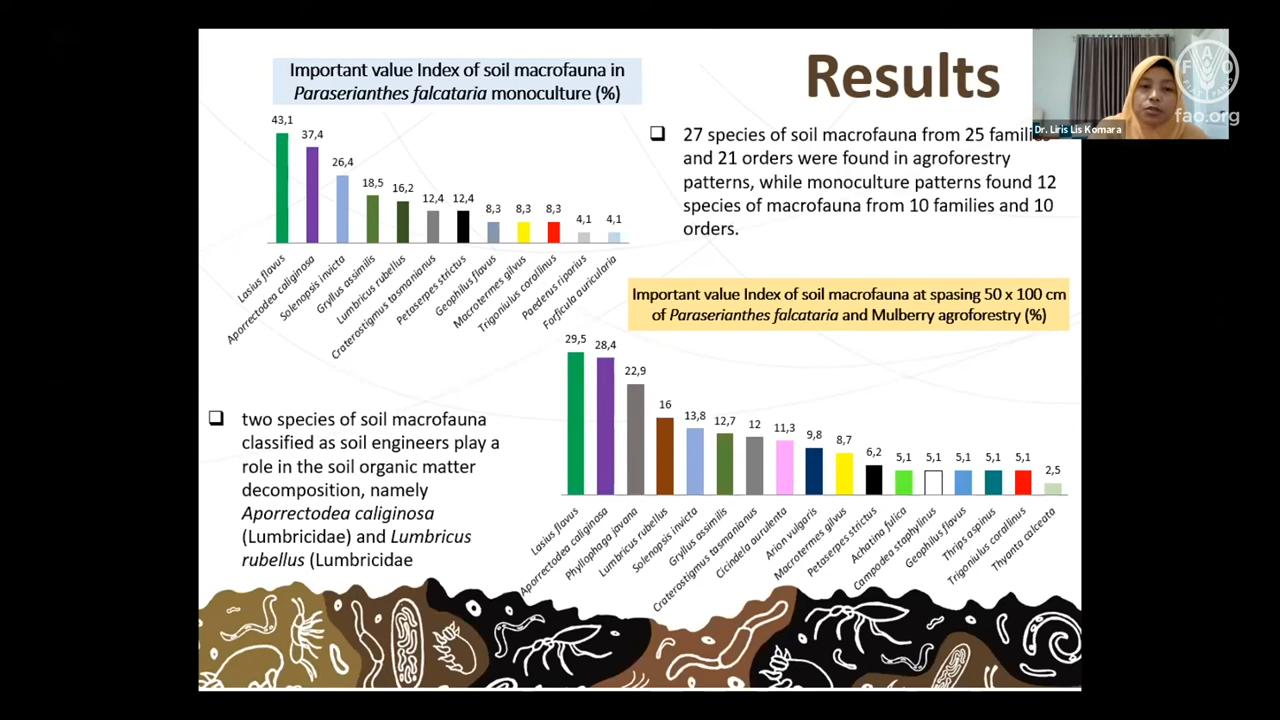 Important value Index of soil macrofauna in
Paraserianthes falcataria monoculture (%)
43,1
37,4
26,4
18,5
16,2
12,4
12,4
8,3
8,3
8,3
4,1
4,1
Lasius flavus
Aporrectodea caliginosa
Solenopsis invicta
Gryllus assimilis
Lumbricus rubellus
Craterostigmus tasmanianus
Petaserpes strictus
Geophilus flavus
Macrotermes gilvus
Trigoniulus corallinus
Paederus riparius
Forficula auricularia
Results
FAO
FIAT PANIS
fao.org
Dr. Liris Lis Komara
❑ 27 species of soil macrofauna from 25 families
and 21 orders were found in agroforestry
patterns, while monoculture patterns found 12
species of macrofauna from 10 families and 10
orders.
Important value Index of soil macrofauna at spasing 50 x 100 cm
of Paraserianthes falcataria and Mulberry agroforestry (%)
29,5
28,4
22,9
16
13,8
12,7
12
11,3
9,8
8,7
6,2
5,1
5,1
5,1
5,1
5,1
2,5
Lasius flavus
Aporrectodea caliginosa
Phyllophaga javana
Lumbricus rubellus
Solenopsis invicta
Gryllus assimilis
Craterostigmus tasmanianus
Cicindela aurulenta
Arion vulgaris
Macrotermes gilvus
Petaserpes strictus
Achatina fulica
Campodea staphylinus
Geophilus flavus
Thrips aspinus
Trigoniulus corallinus
Thyanta calceata
❑ two species of soil macrofauna
classified as soil engineers play a
role in the soil organic matter
decomposition, namely
Aporrectodea caliginosa
(Lumbricidae) and Lumbricus
rubellus (Lumbricidae